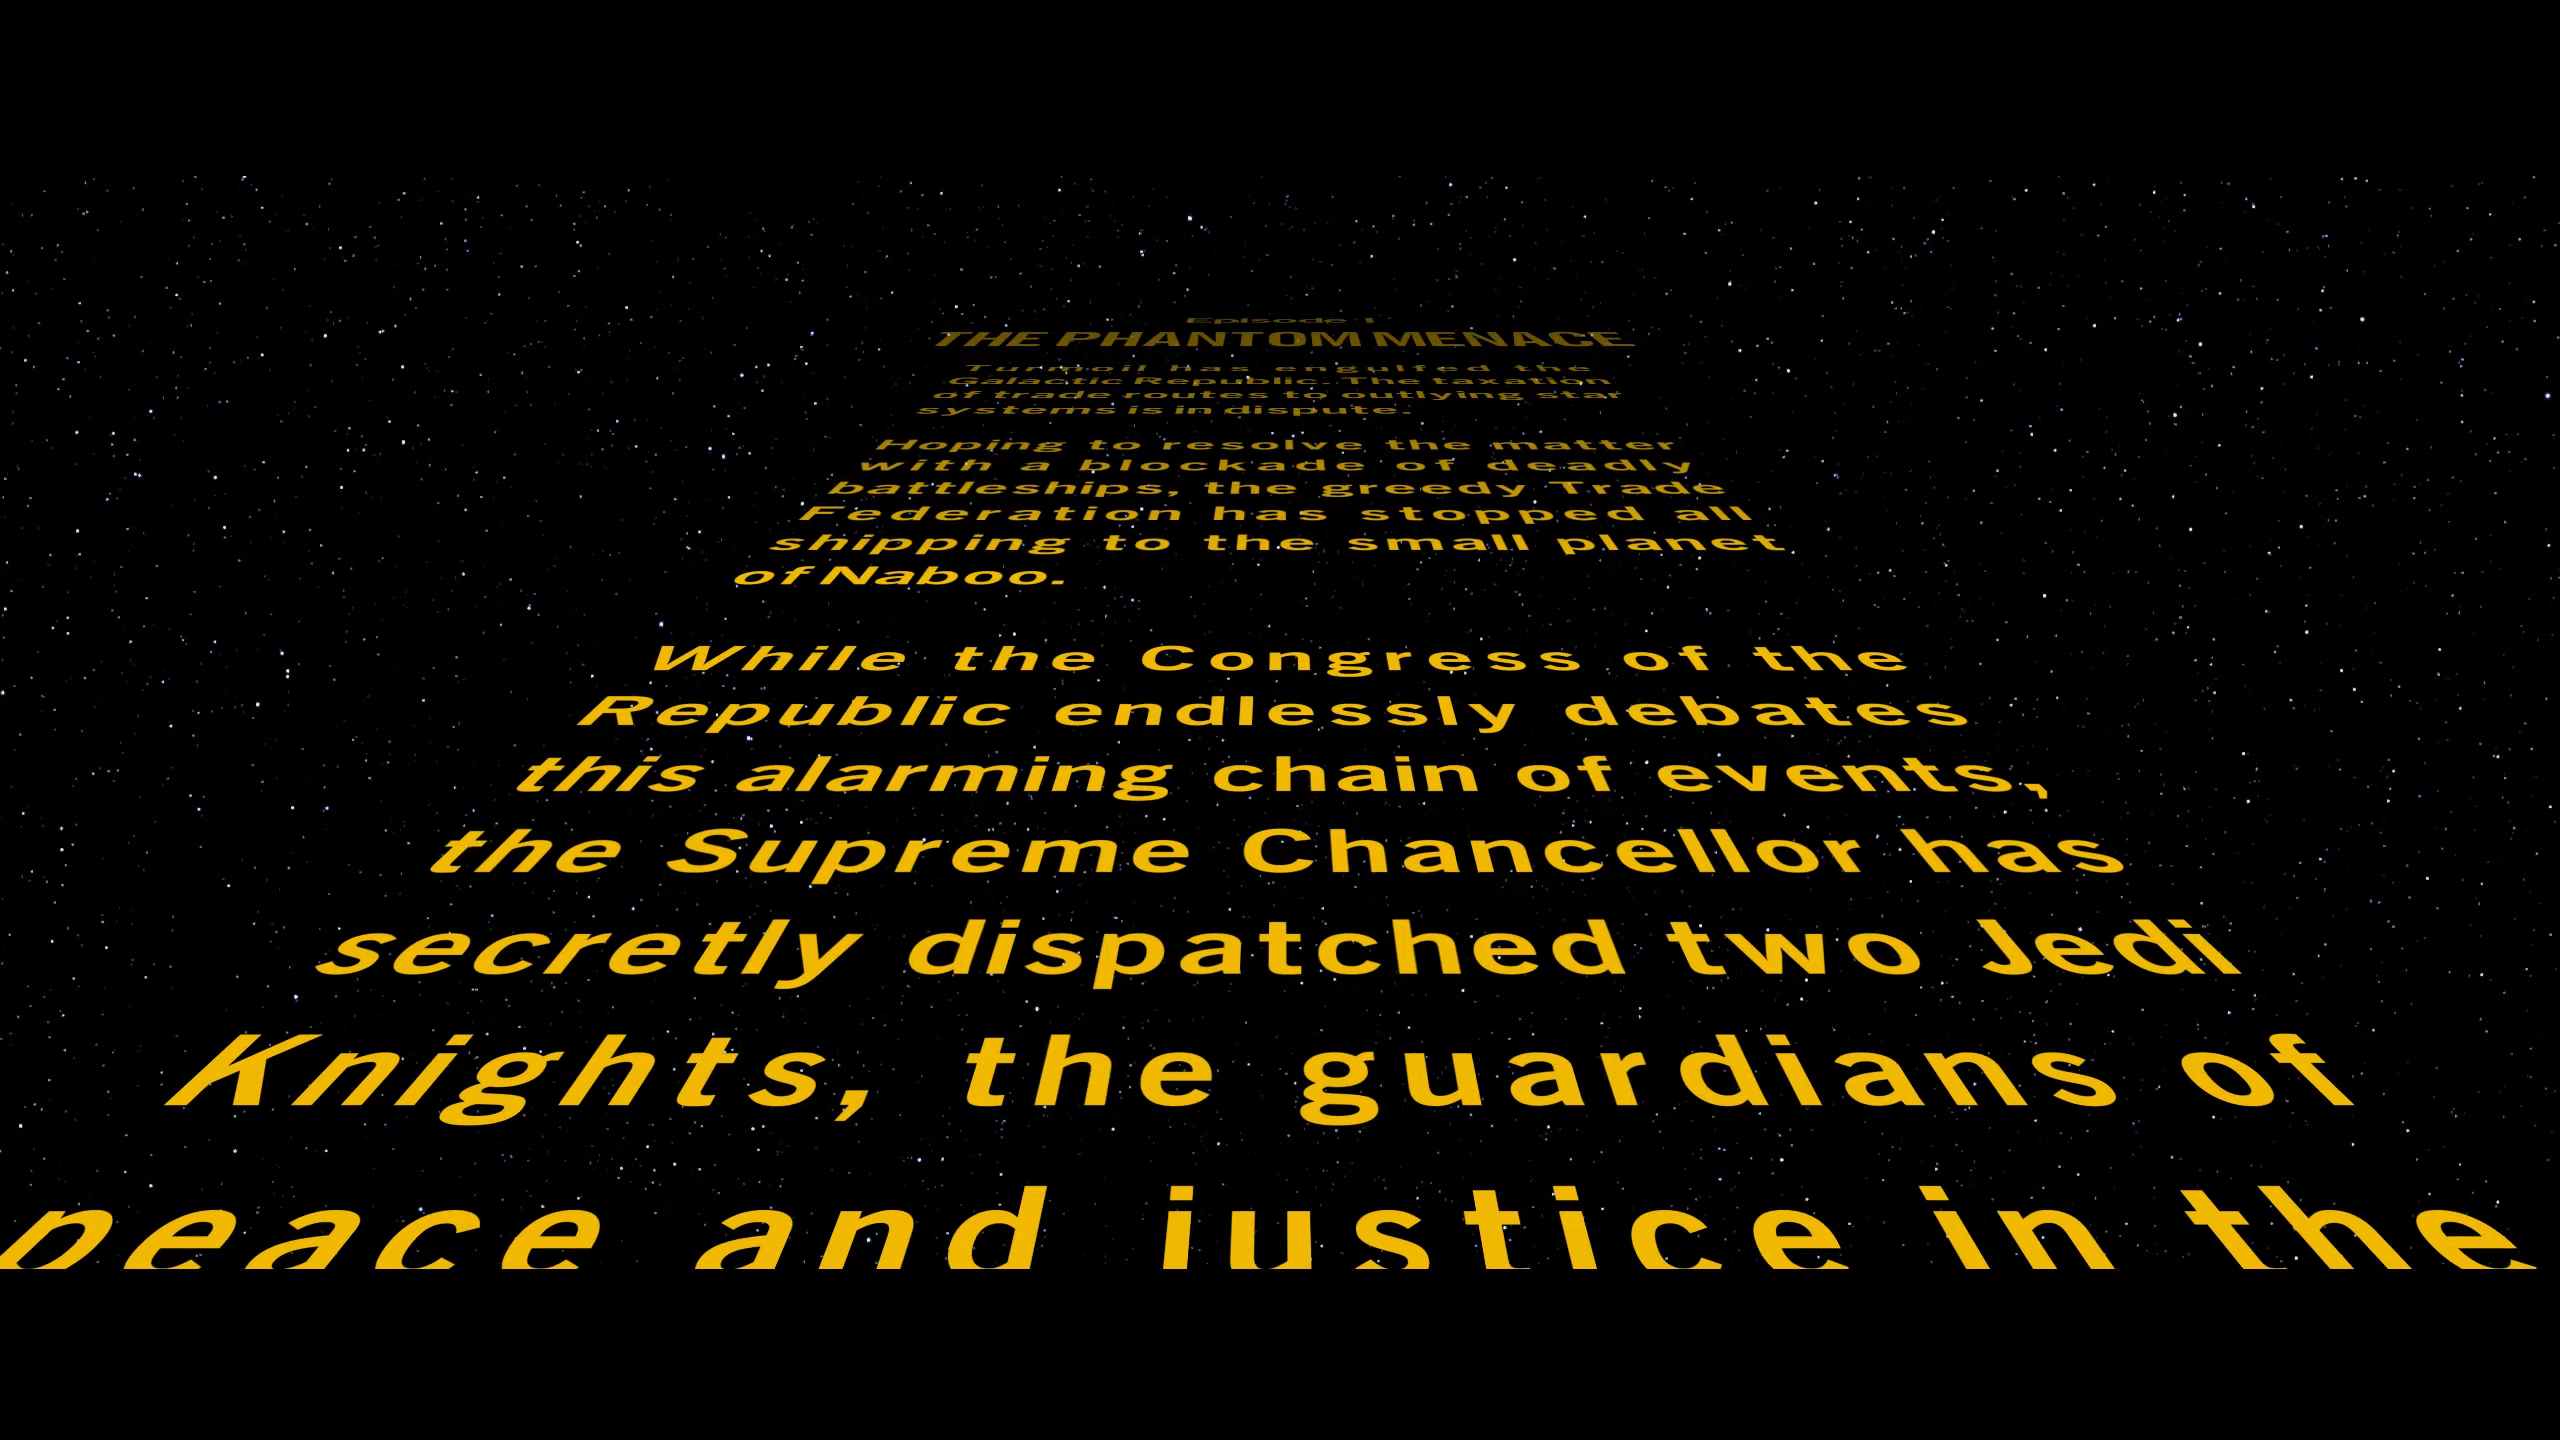 Episode I
THE PHANTOM MENACE
Turmoil has engulfed the
Galactic Republic. The taxation
of trade routes to outlying star
systems is in dispute.
Hoping to resolve the matter
with a blockade of deadly
battleships, the greedy Trade
Federation has stopped all
shipping to the small planet
of Naboo.
While the Congress of the
Republic endlessly debates
this alarming chain of events,
the Supreme Chancellor has
secretly dispatched two Jedi
Knights, the guardians of
peace and justice in the